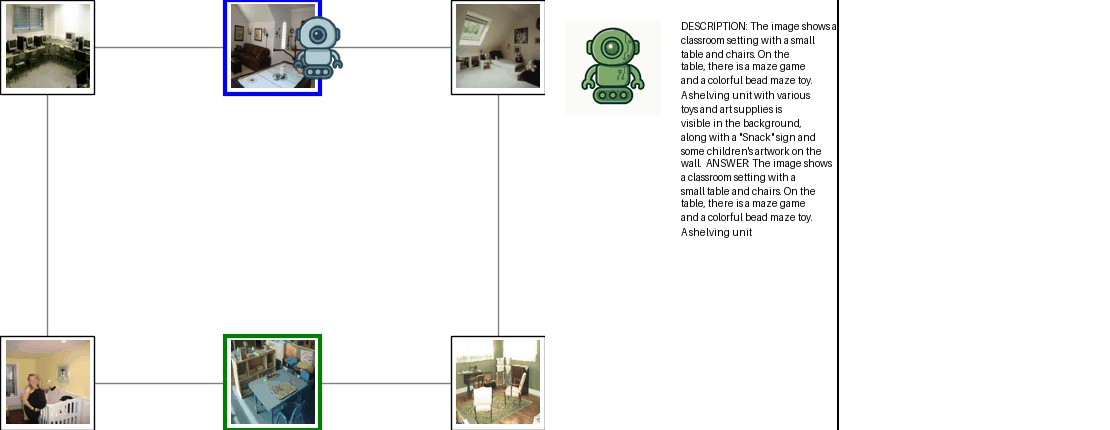 DESCRIPTION: The image shows a
classroom setting with a small
table and chairs. On the
table, there is a maze game
and a colorful bead maze toy.
A shelving unit with various
toys and art supplies is
visible in the background,
along with a "Snack" sign and
some children's artwork on the
wall. ANSWER: The image shows
a classroom setting with a
small table and chairs. On the
table, there is a maze game
and a colorful bead maze toy.
A shelving unit